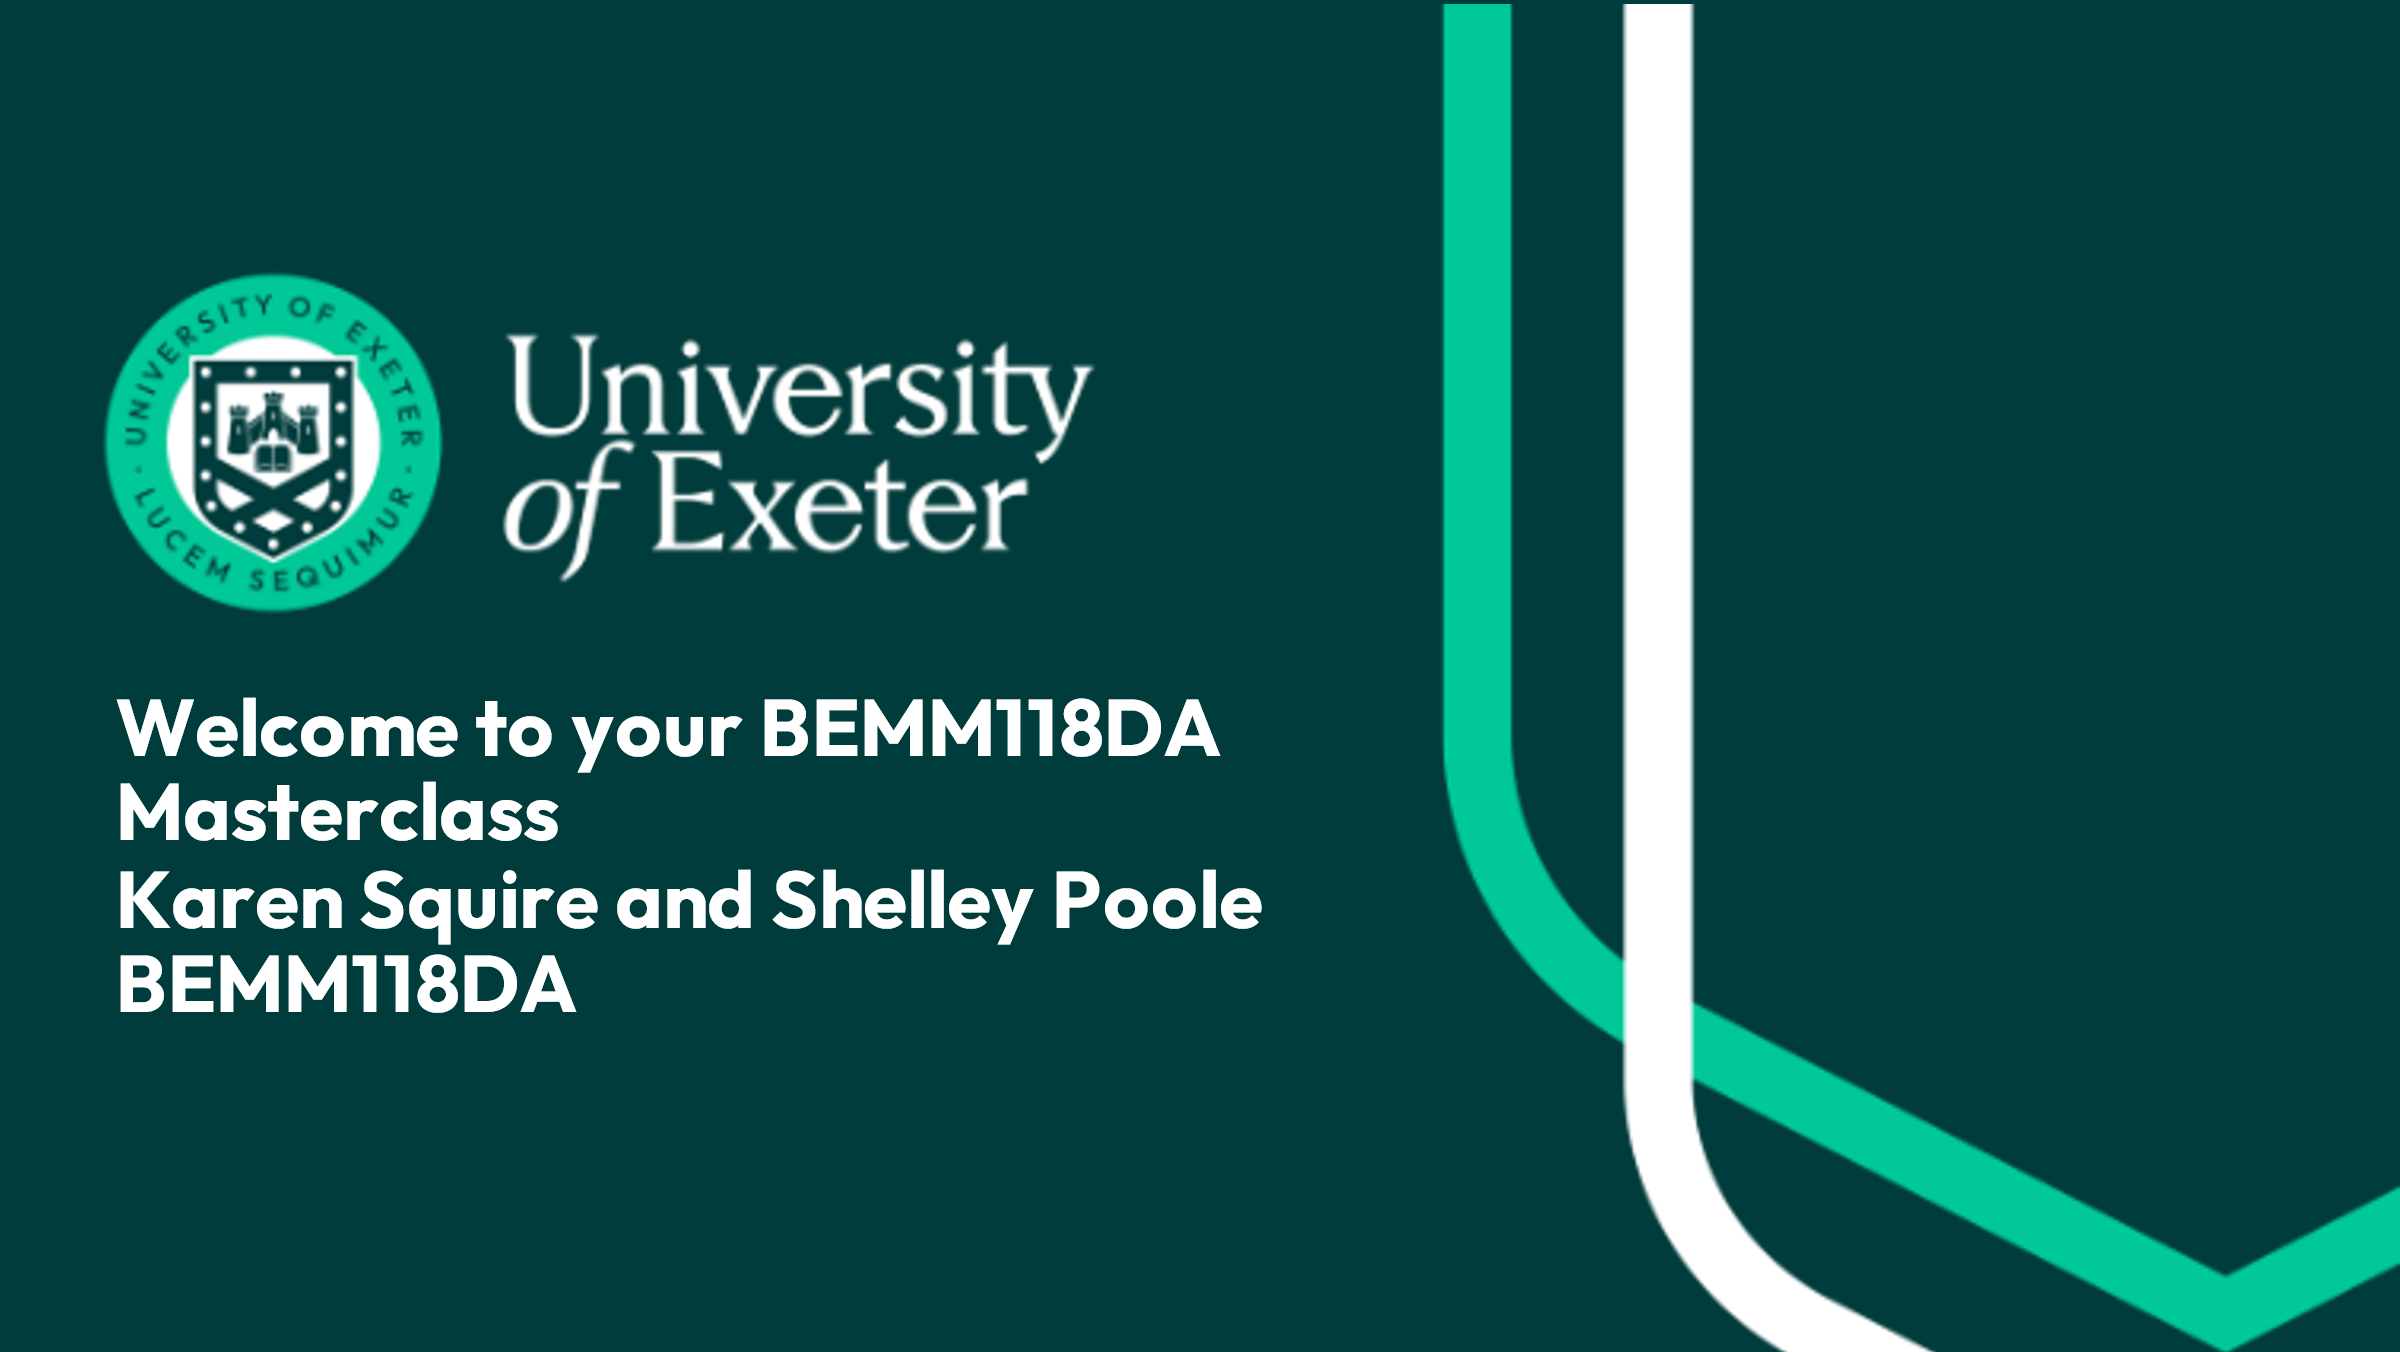 UNIVERSITY OF EXETER
LUCEM SEQUIMUR
University
of Exeter
Welcome to your BEMM118DA
Masterclass
Karen Squire and Shelley Poole
BEMM118DA